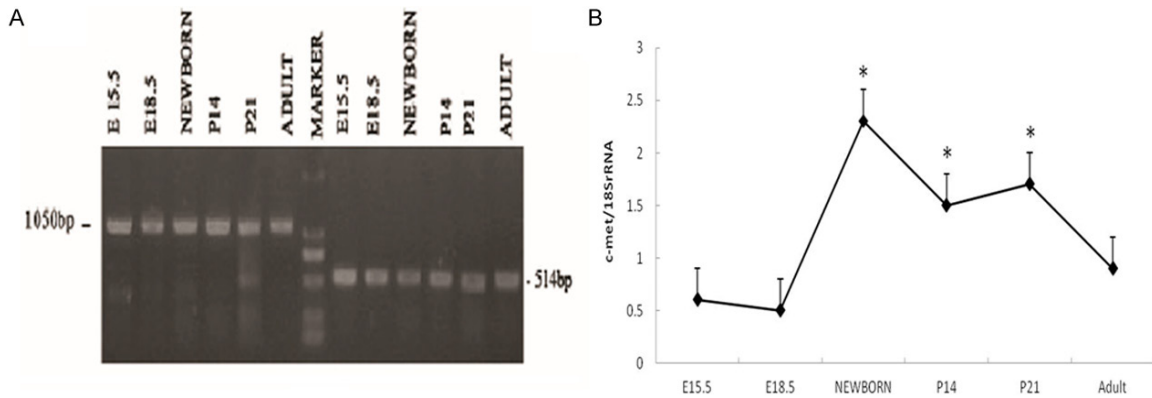 A
E 15.5
E18.5
NEWBORN
P14
P21
ADULT
MARKER
E15.5
E18.5
NEWBORN
P14
P21
ADULT
1050bp –
- 514bp
B
3
2.5
2
1.5
1
0.5
0
c-met/18SrRNA
*
*
*
E15.5
E18.5
NEWBORN
P14
P21
Adult